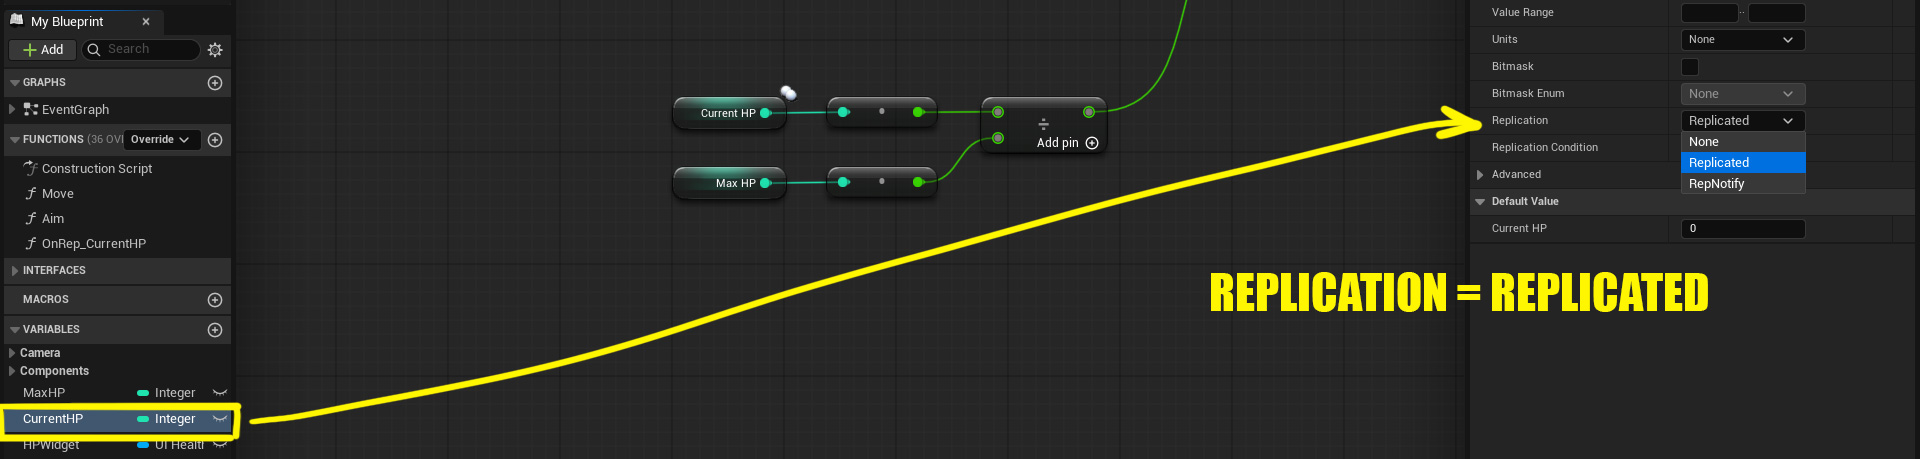 My Blueprint
Add
Search
GRAPHS
EventGraph
FUNCTIONS (36 OVE
Override
Construction Script
Move
Aim
OnRep_CurrentHP
INTERFACES
MACROS
VARIABLES
Camera
Components
MaxHP Integer
CurrentHP Integer
HPWidget UI Healt
Current HP
Max HP
÷
Add pin
Value Range
Units None
Bitmask
Bitmask Enum None
Replication Replicated
None
Replicated
RepNotify
Replication Condition
Advanced
Default Value
Current HP 0
REPLICATION = REPLICATED